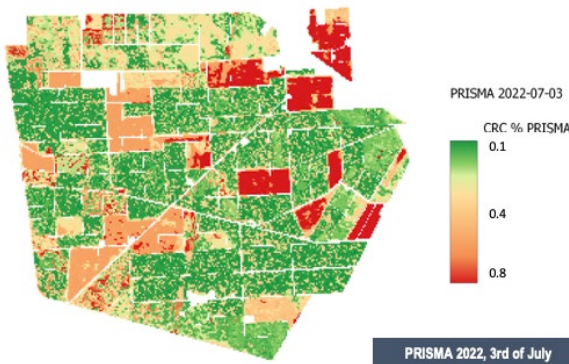 PRISMA 2022-07-03
CRC % PRISMA
0.1
0.4
0.8
PRISMA 2022, 3rd of July